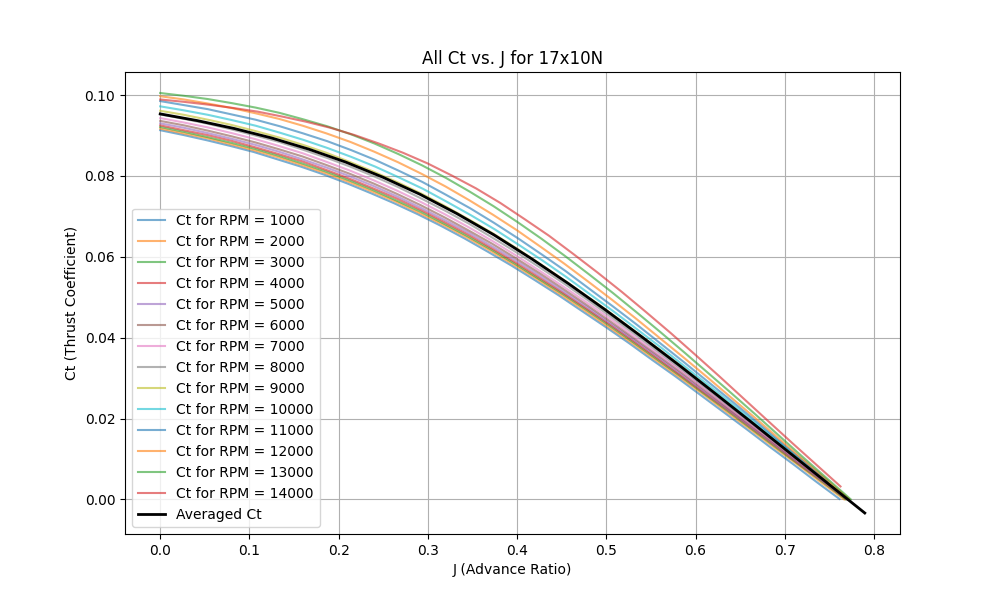 All Ct vs. J for 17x10N
Ct (Thrust Coefficient)
0.10
0.08
0.06
0.04
0.02
0.00
Ct for RPM = 1000
Ct for RPM = 2000
Ct for RPM = 3000
Ct for RPM = 4000
Ct for RPM = 5000
Ct for RPM = 6000
Ct for RPM = 7000
Ct for RPM = 8000
Ct for RPM = 9000
Ct for RPM = 10000
Ct for RPM = 11000
Ct for RPM = 12000
Ct for RPM = 13000
Ct for RPM = 14000
Averaged Ct
0.0 0.1 0.2 0.3 0.4 0.5 0.6 0.7 0.8
J (Advance Ratio)